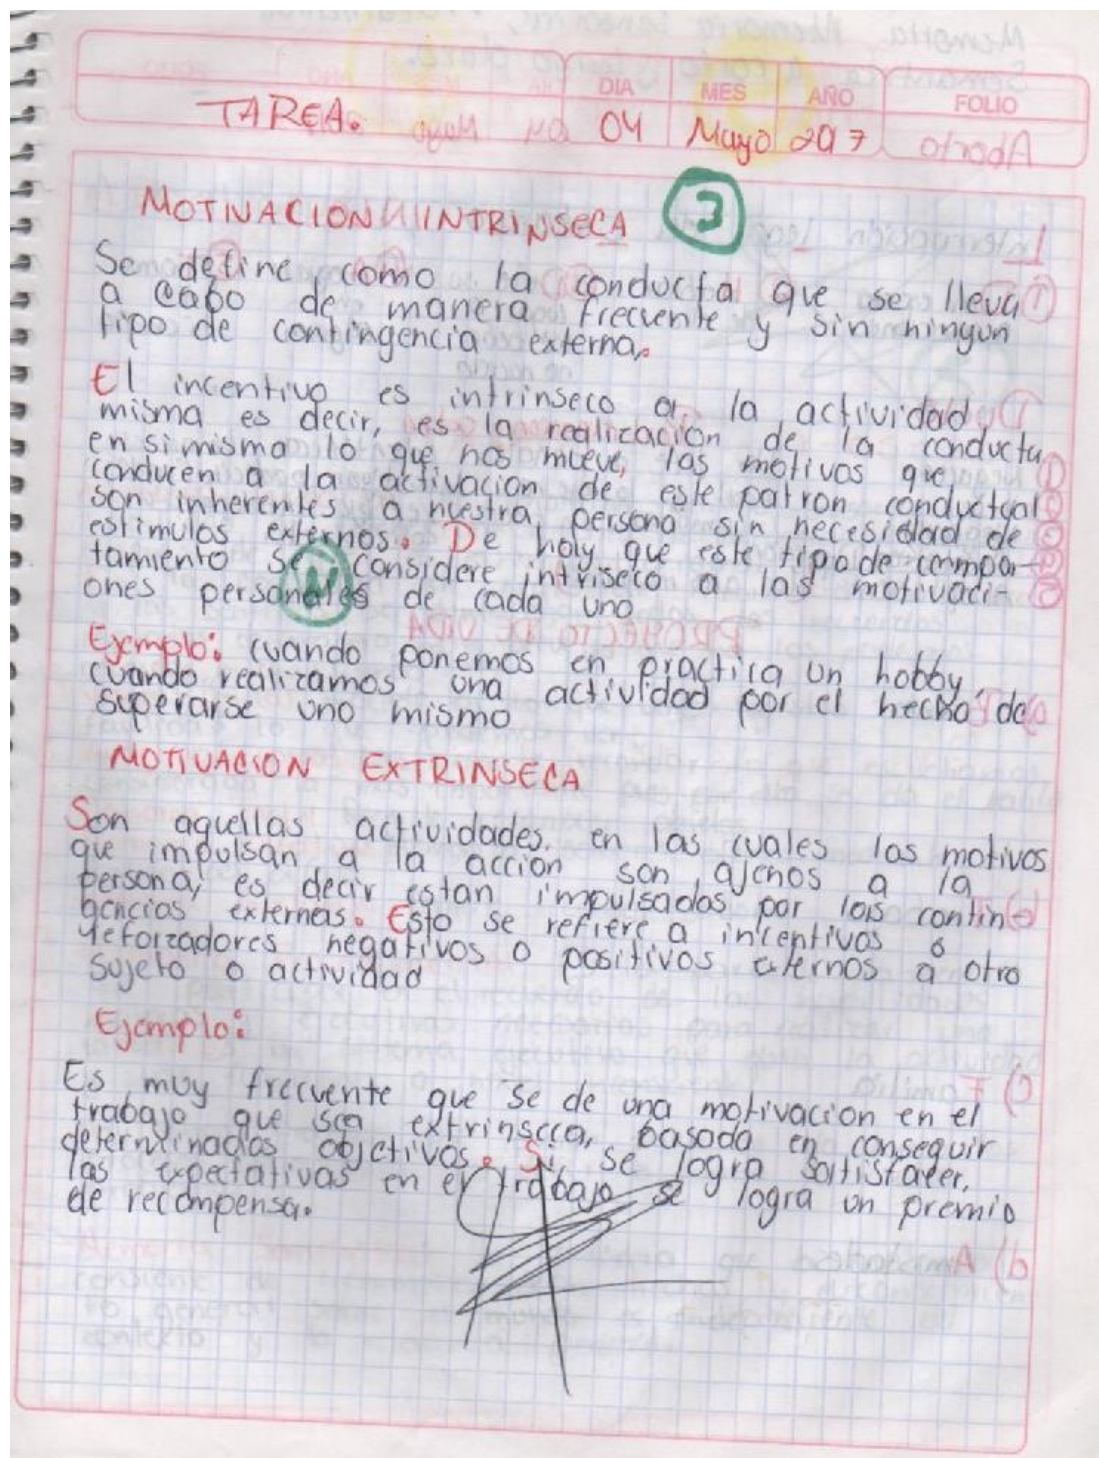 DIA MES AÑO FOLIO
TAREA. 04 Mayo 2017
MOTIVACION INTRINSECA 3
Se define como la conducta que se lleva
a cabo de manera frecuente y sin ningun
tipo de contingencia externa.
El incentivo es intrinseco a la actividad
misma es decir, es la realización de la conducta
en si misma lo que nos mueve, los motivos que
conducen a la activacion de este patron conductual
son inherentes a nuestra persona sin necesidad de
estimulos externos. De haly que este tipo de compor-
tamiento se considere intriseco a las motivaci-
ones personales de cada uno
Ejemplo: cuando ponemos en practica un hobby,
cuando realizamos una actividad por el hecho de
superarse uno mismo
MOTIVACION EXTRINSECA
Son aquellas actividades. en las cuales los motivos
que impulsan a la accion son ajenos a la
persona, es decir estan impulsados por las contin
gencias externas. Esto se refiere a incentivos o
reforzadores negativos o positivos externos a otro
sujeto o actividad
Ejemplo:
Es muy frecuente que se de una motivacion en el
trabajo que sea extrinseca, basada en conseguir
determinados objetivos. Si se logra satisfacer,
las expectativas en el trabajo se logra un premio
de recompensa.